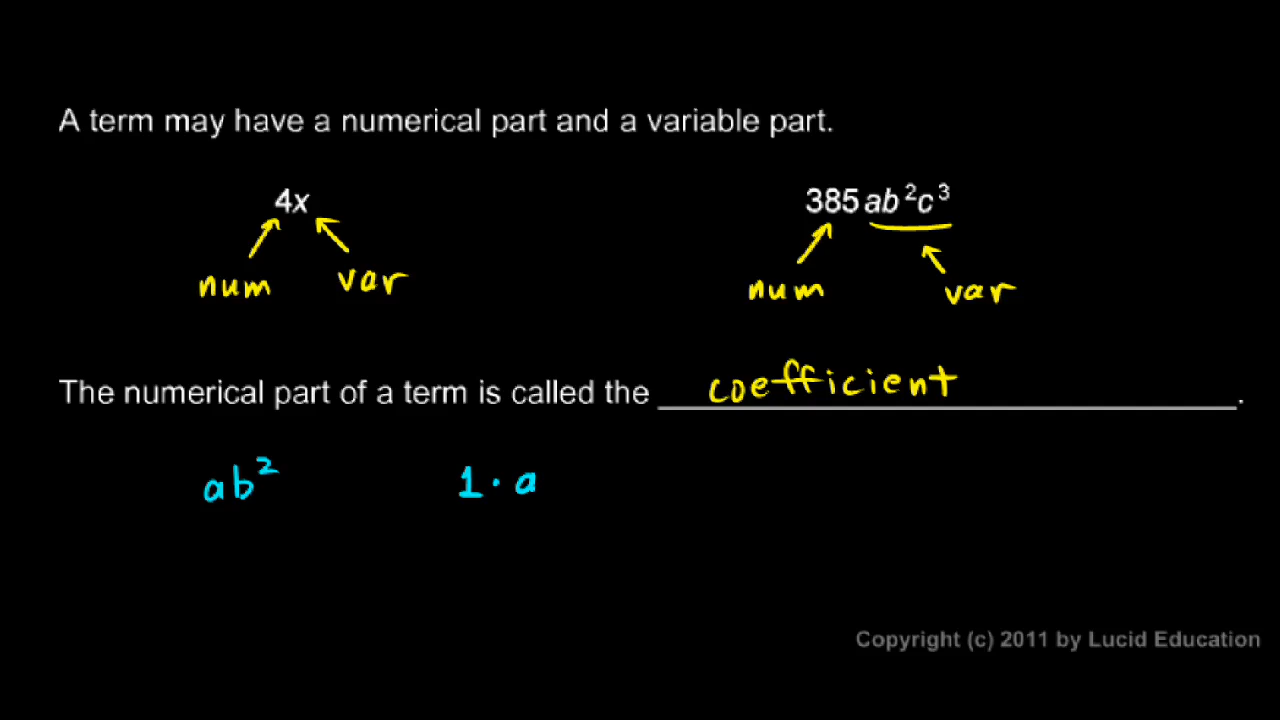 A term may have a numerical part and a variable part.
4x 385ab²c³
num var num var
The numerical part of a term is called the coefficient.
ab² 1·a
Copyright (c) 2011 by Lucid Education